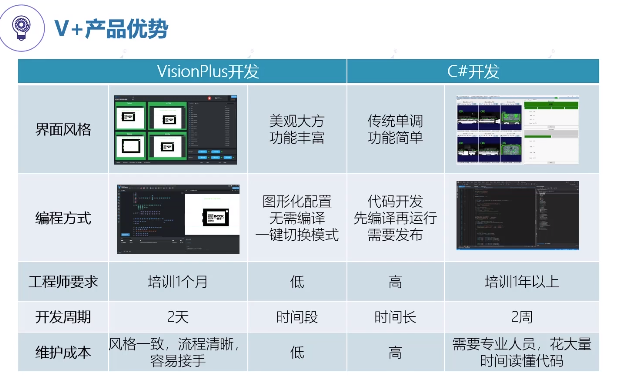 V+产品优势
VisionPlus开发 C#开发
界面风格 美观大方 传统单调
功能丰富 功能简单
编程方式 图形化配置 代码开发
无需编译 先编译再运行
一键切换模式 需要发布
工程师要求 培训1个月 低 高 培训1年以上
开发周期 2天 时间段 时间长 2周
维护成本 风格一致，流程清晰， 低 高 需要专业人员，花大量
容易接手 时间读懂代码